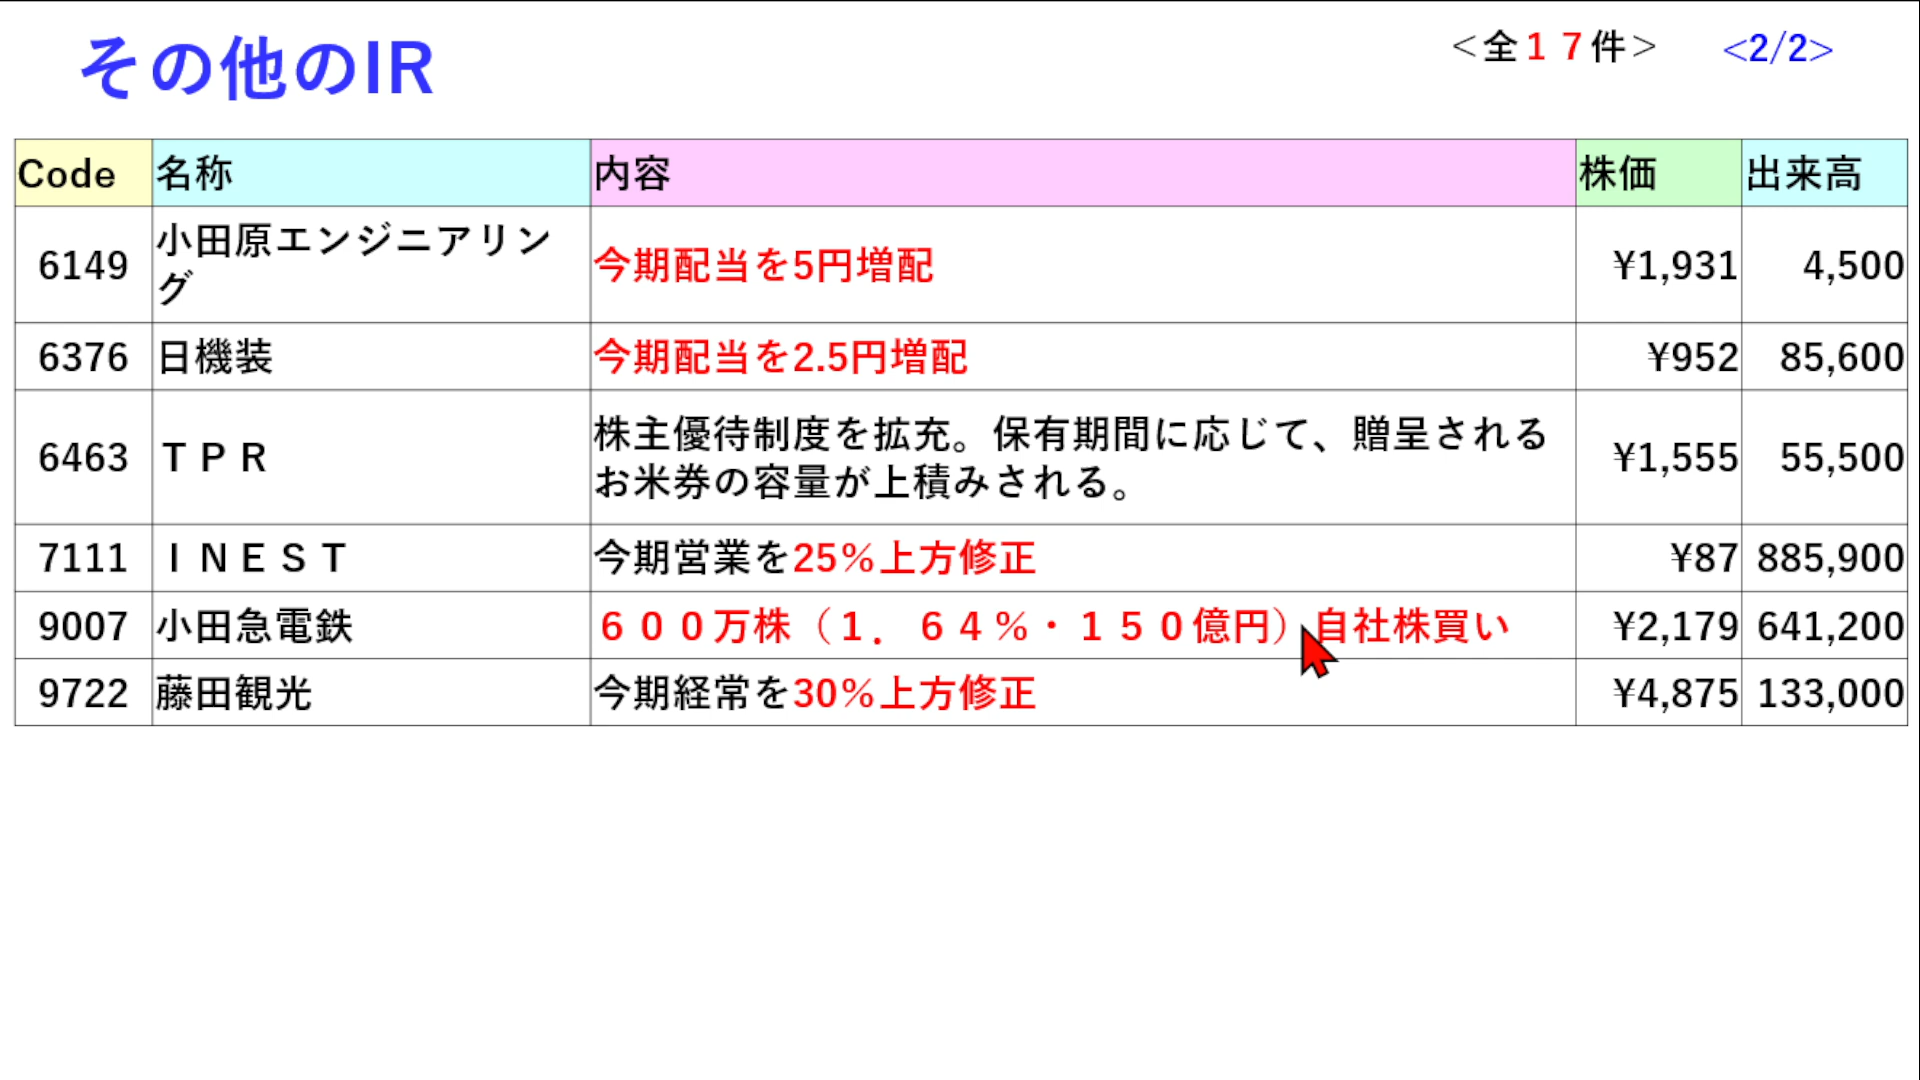 その他のIR
＜全１７件＞ <2/2>
Code 名称 内容 株価 出来高
6149 小田原エンジニアリン
グ 今期配当を5円増配 ¥1,931 4,500
6376 日機装 今期配当を2.5円増配 ¥952 85,600
6463 ＴＰＲ 株主優待制度を拡充。保有期間に応じて、贈呈される
お米券の容量が上積みされる。 ¥1,555 55,500
7111 ＩＮＥＳＴ 今期営業を25％上方修正 ¥87 885,900
9007 小田急電鉄 ６００万株（１．６４％・１５０億円）自社株買い ¥2,179 641,200
9722 藤田観光 今期経常を30％上方修正 ¥4,875 133,000